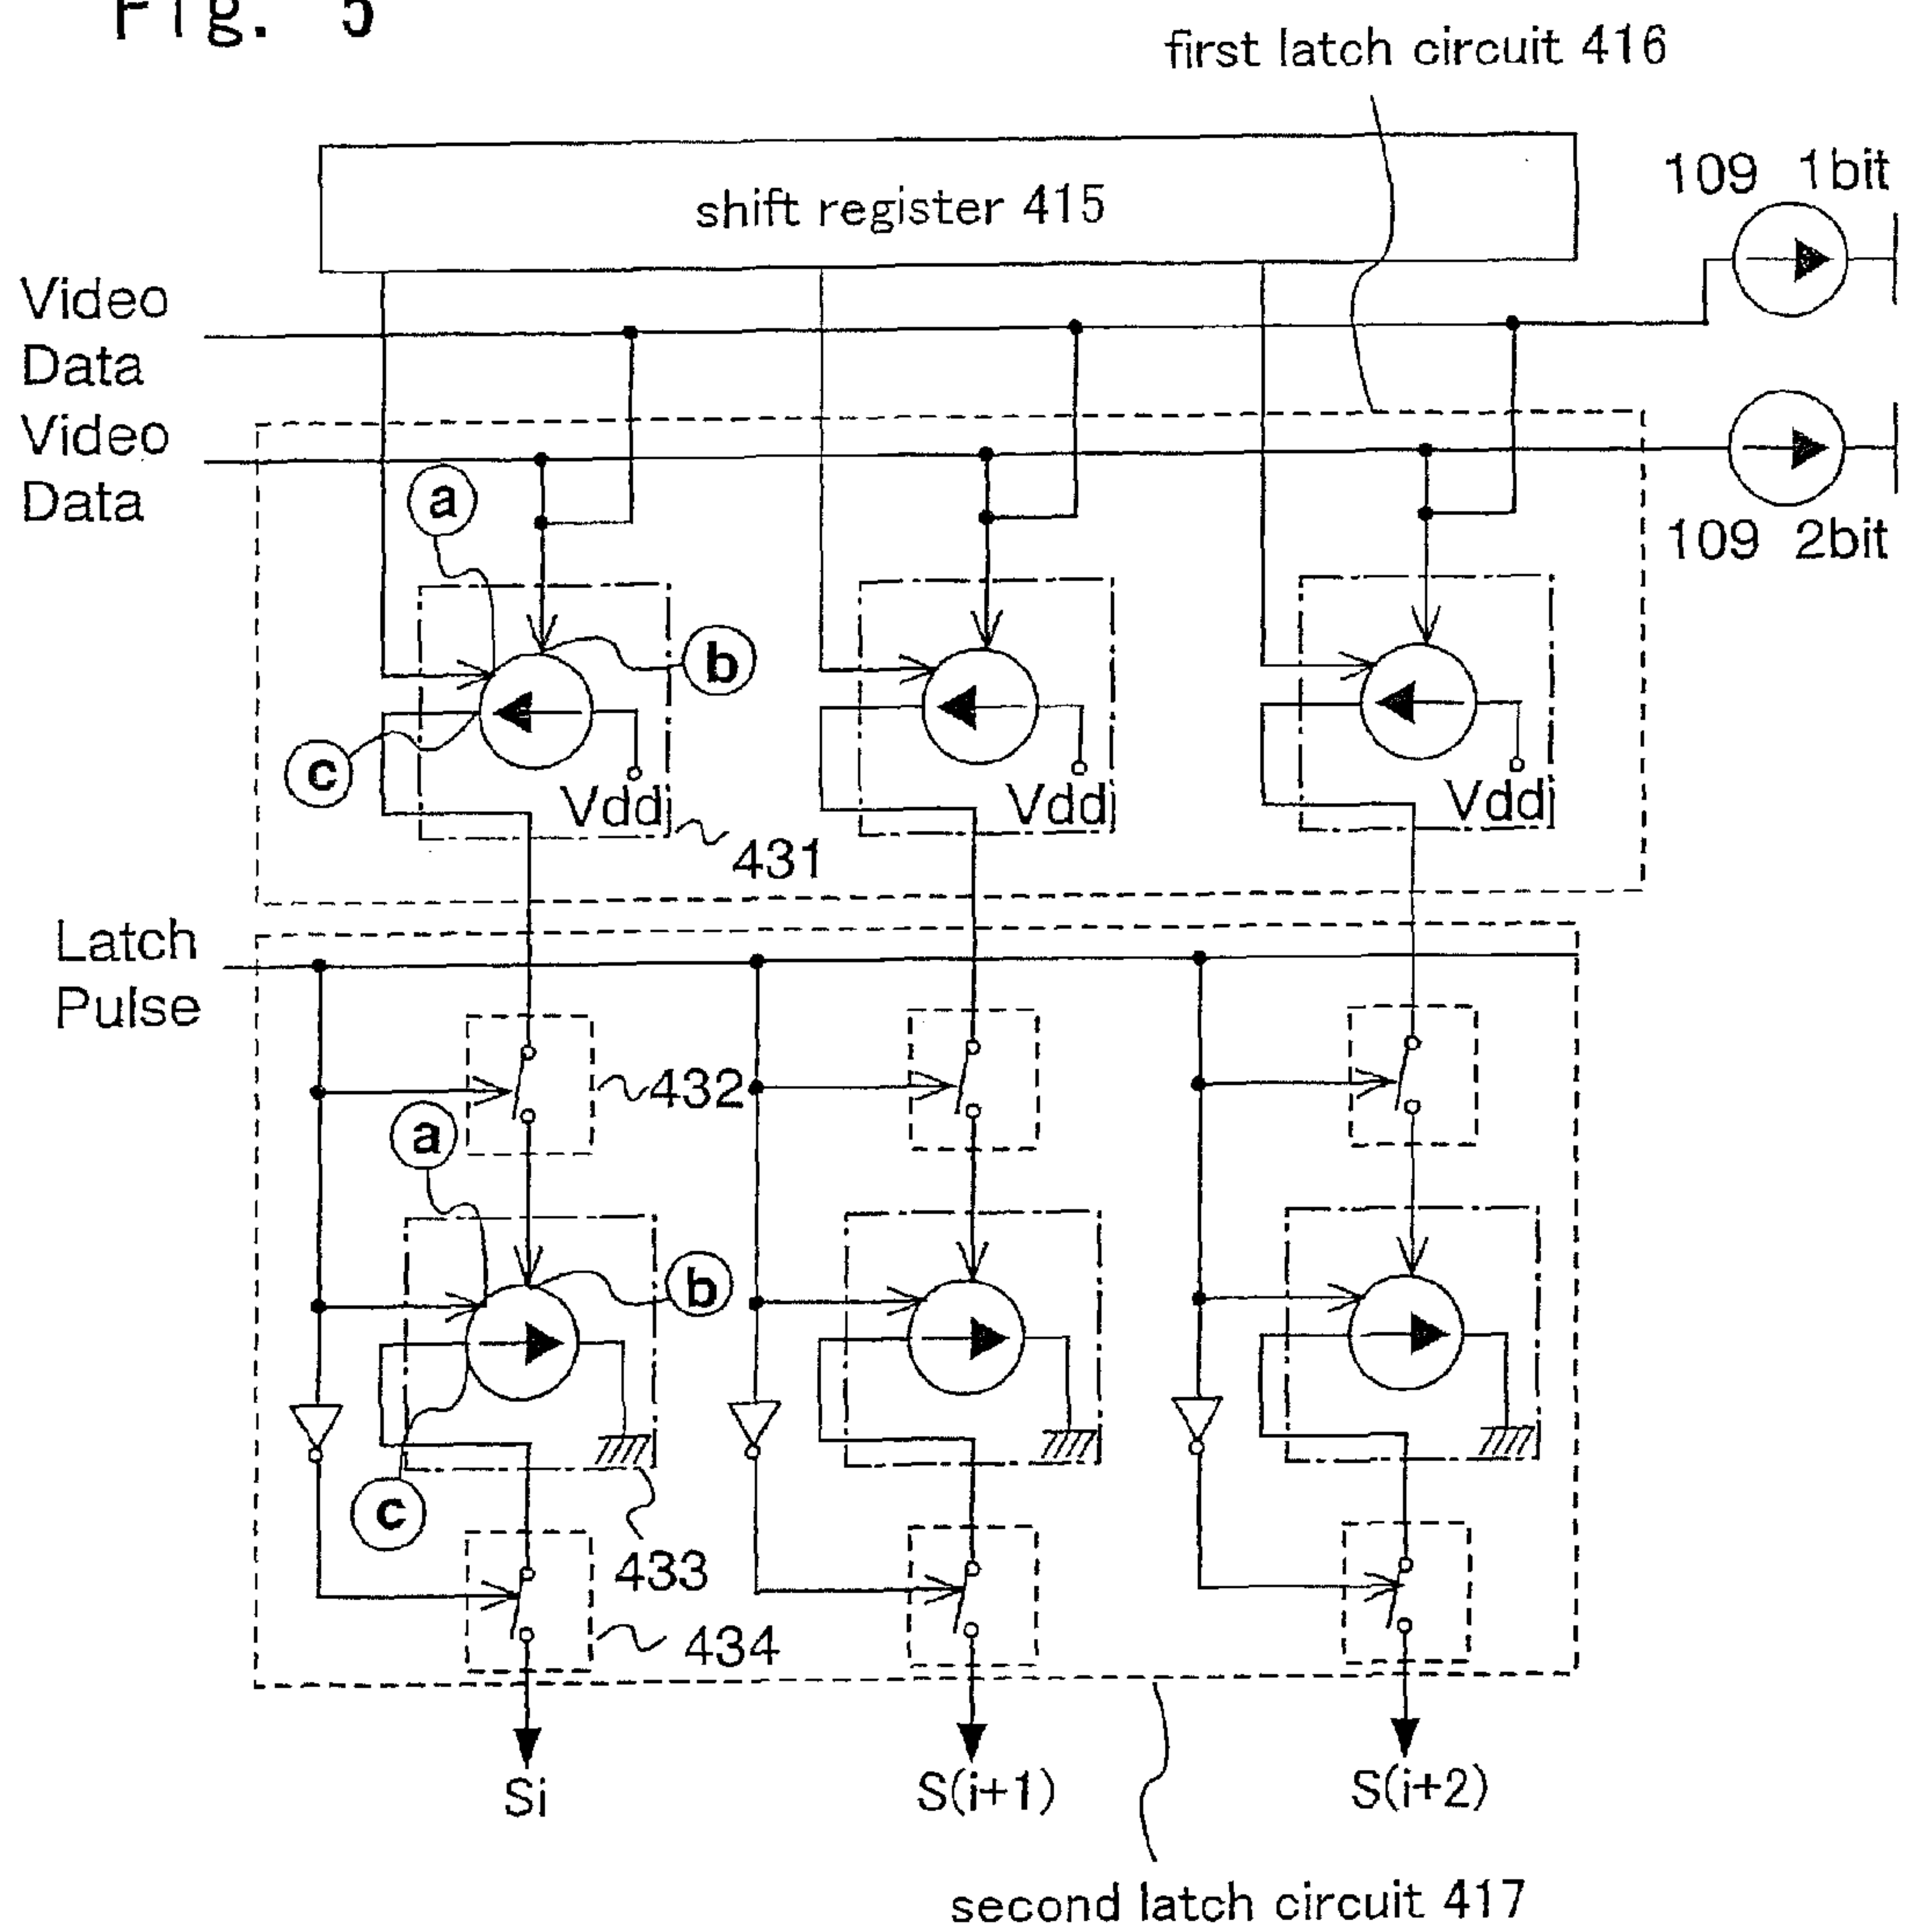 Fig. 5
first latch circuit 416
shift register 415
109 1bit
Video
Data
Video
Data
109 2bit
a
b
c
Vdd
Vdd
Vdd
431
Latch
Pulse
432
a
b
c
433
434
Si
S(i+1)
S(i+2)
second latch circuit 417